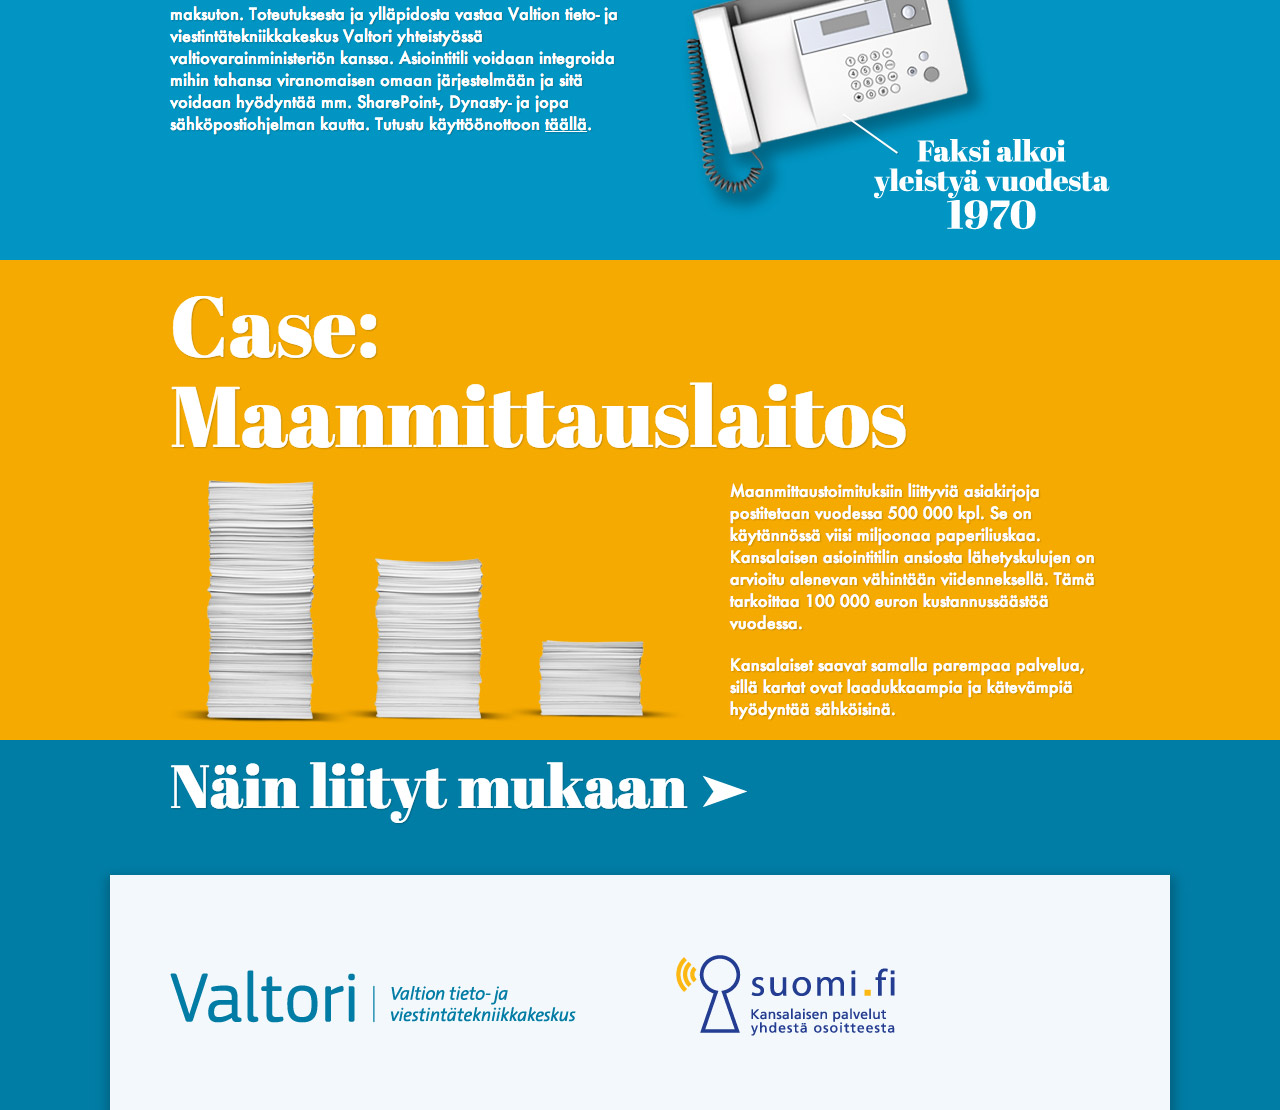 maksuton. Toteutuksesta ja ylläpidosta vastaa Valtion tieto- ja
viestintätekniikkakeskus Valtori yhteistyössä
valtiovarainministeriön kanssa. Asiointitili voidaan integroida
mihin tahansa viranomaisen omaan järjestelmään ja sitä
voidaan hyödyntää mm. SharePoint-, Dynasty- ja jopa
sähköpostiohjelman kautta. Tutustu käyttöönottoon täällä.
Faksi alkoi
yleistyä vuodesta
1970
Case:
Maanmittauslaitos
Maanmittaustoimituksiin liittyviä asiakirjoja
postitetaan vuodessa 500 000 kpl. Se on
käytännössä viisi miljoonaa paperiliuskaa.
Kansalaisen asiointitilin ansiosta lähetyskulujen on
arvioitu alenevan vähintään viidenneksellä. Tämä
tarkoittaa 100 000 euron kustannussäästöä
vuodessa.
Kansalaiset saavat samalla parempaa palvelua,
sillä kartat ovat laadukkaampia ja kätevämpiä
hyödyntää sähköisinä.
Näin liityt mukaan ➤
Valtori
Valtion tieto- ja
viestintätekniikkakeskus
suomi.fi
Kansalaisen palvelut
yhdestä osoitteesta